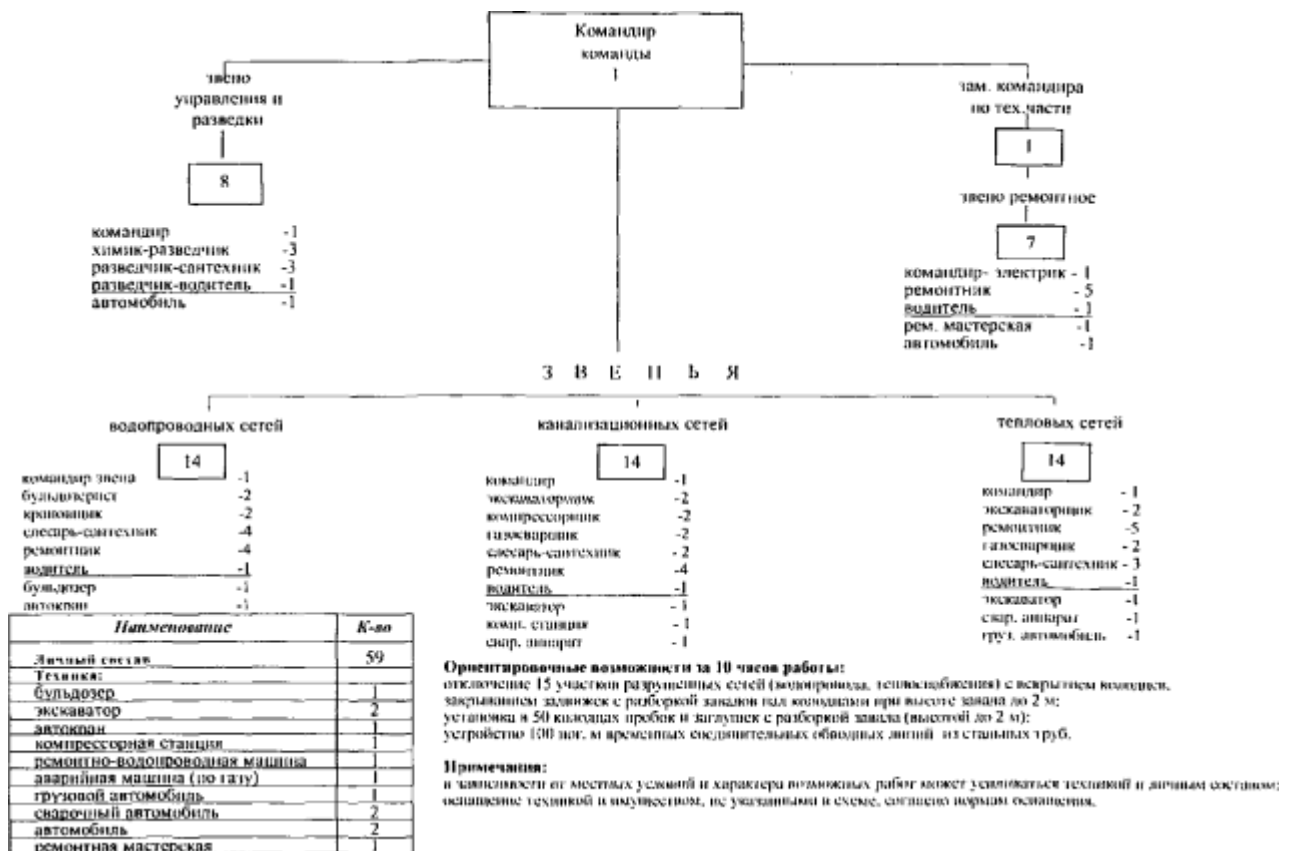 Командир
команды
1
звено
управления и
разведки
8
командир -1
химик-разведчик -3
разведчик-сантехник -3
разведчик-водитель -1
автомобиль -1
зам. командира
по тех.части
1
звено ремонтное
7
командир- электрик - 1
ремонтник - 5
водитель - 1
рем. мастерская -1
автомобиль -1
З В Е Н Ь Я
водопроводных сетей
14
командир звена -1
бульдозерист -2
крановщик -2
слесарь-сантехник -4
ремонтник -4
водитель -1
бульдозер -1
автокран -1
канализационных сетей
14
командир -1
экскаваторщик -2
компрессорщик -2
газосварщик -2
слесарь-сантехник - 2
ремонтник -4
водитель -1
экскаватор - 1
комп. станция - 1
свар. аппарат - 1
тепловых сетей
14
командир - 1
экскаваторщик - 2
ремонтник -5
газосварщик - 2
слесарь-сантехник - 3
водитель -1
экскаватор -1
свар. аппарат -1
груз. автомобиль -1
Наименование К-во
Личный состав 59
Техника:
бульдозер 1
экскаватор 2
автокран 1
компрессорная станция 1
ремонтно-водопроводная машина 1
аварийная машина (по газу) 1
грузовой автомобиль 1
сварочный автомобиль 2
автомобиль 2
ремонтная мастерская 1
Ориентировочные возможности за 10 часов работы:
отключение 15 участков разрушенных сетей (водопровода, теплоснабжения) с вскрытием колодцев,
закрыванием задвижек с разборкой завалов над колодцами при высоте завала до 2 м;
установка в 50 колодцах пробок и заглушек с разборкой завала (высотой до 2 м);
устройство 100 пог. м временных соединительных обводных линий из стальных труб.
Примечания:
в зависимости от местных условий и характера возможных работ может усиливаться техникой и личным составом;
оснащение техникой и имуществом, не указанными в схеме, согласно нормам оснащения.